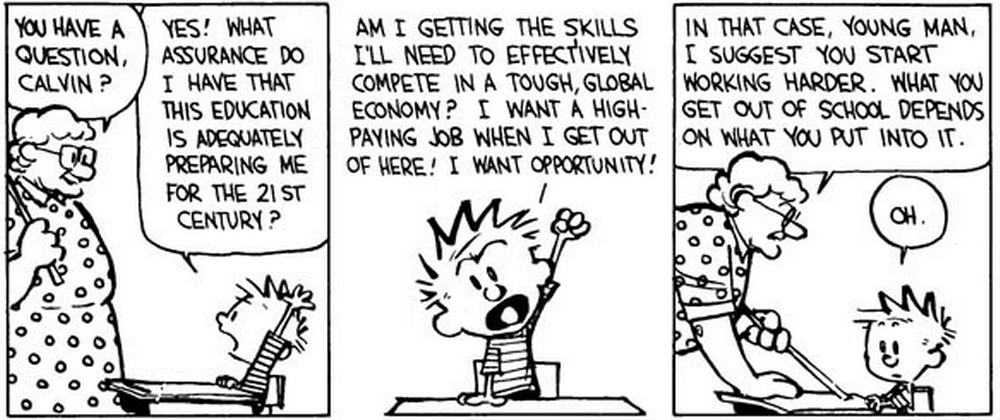 YOU HAVE A
QUESTION,
CALVIN?
YES! WHAT
ASSURANCE DO
I HAVE THAT
THIS EDUCATION
IS ADEQUATELY
PREPARING ME
FOR THE 21ST
CENTURY?
AM I GETTING THE SKILLS
I'LL NEED TO EFFECTIVELY
COMPETE IN A TOUGH, GLOBAL
ECONOMY? I WANT A HIGH-
PAYING JOB WHEN I GET OUT
OF HERE! I WANT OPPORTUNITY!
IN THAT CASE, YOUNG MAN,
I SUGGEST YOU START
WORKING HARDER. WHAT YOU
GET OUT OF SCHOOL DEPENDS
ON WHAT YOU PUT INTO IT.
OH.